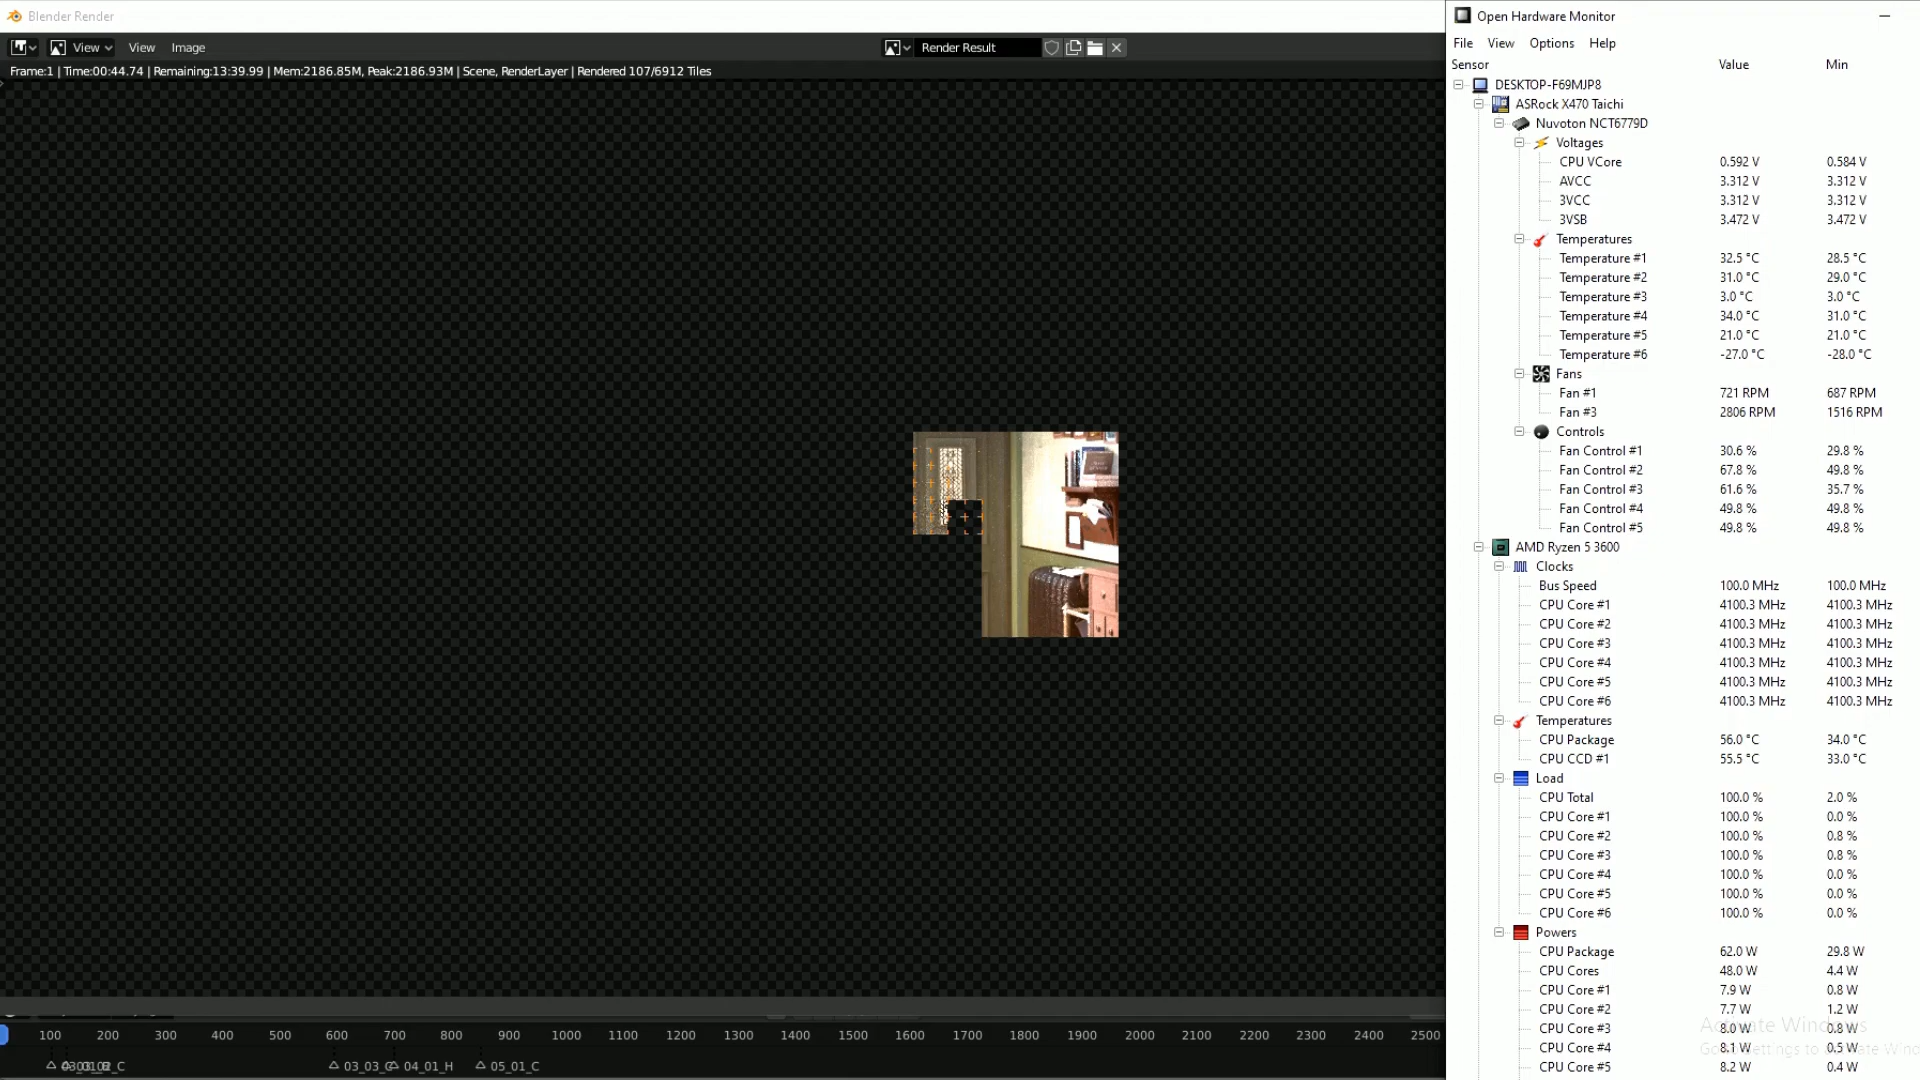 Blender Render
View View Image Render Result
Frame:1 | Time:00:44.74 | Remaining:13:39.99 | Mem:2186.85M, Peak:2186.93M | Scene, RenderLayer | Rendered 107/6912 Tiles
100 200 300 400 500 600 700 800 900 1000 1100 1200 1300 1400 1500 1600 1700 1800 1900 2000 2100 2200 2300 2400 2500
04_01_H 05_01_C
Open Hardware Monitor
File View Options Help
Sensor Value Min
DESKTOP-F69MJP8
ASRock X470 Taichi
Nuvoton NCT6779D
Voltages
CPU VCore 0.592 V 0.584 V
AVCC 3.312 V 3.312 V
3VCC 3.312 V 3.312 V
3VSB 3.472 V 3.472 V
Temperatures
Temperature #1 32.5 °C 28.5 °C
Temperature #2 31.0 °C 29.0 °C
Temperature #3 3.0 °C 3.0 °C
Temperature #4 34.0 °C 31.0 °C
Temperature #5 21.0 °C 21.0 °C
Temperature #6 -27.0 °C -28.0 °C
Fans
Fan #1 721 RPM 687 RPM
Fan #3 2806 RPM 1516 RPM
Controls
Fan Control #1 30.6 % 29.8 %
Fan Control #2 67.8 % 49.8 %
Fan Control #3 61.6 % 35.7 %
Fan Control #4 49.8 % 49.8 %
Fan Control #5 49.8 % 49.8 %
AMD Ryzen 5 3600
Clocks
Bus Speed 100.0 MHz 100.0 MHz
CPU Core #1 4100.3 MHz 4100.3 MHz
CPU Core #2 4100.3 MHz 4100.3 MHz
CPU Core #3 4100.3 MHz 4100.3 MHz
CPU Core #4 4100.3 MHz 4100.3 MHz
CPU Core #5 4100.3 MHz 4100.3 MHz
CPU Core #6 4100.3 MHz 4100.3 MHz
Temperatures
CPU Package 56.0 °C 34.0 °C
CPU CCD #1 55.5 °C 33.0 °C
Load
CPU Total 100.0 % 2.0 %
CPU Core #1 100.0 % 0.0 %
CPU Core #2 100.0 % 0.8 %
CPU Core #3 100.0 % 0.8 %
CPU Core #4 100.0 % 0.0 %
CPU Core #5 100.0 % 0.0 %
CPU Core #6 100.0 % 0.0 %
Powers
CPU Package 62.0 W 29.8 W
CPU Cores 48.0 W 4.4 W
CPU Core #1 7.9 W 0.8 W
CPU Core #2 7.7 W 1.2 W
CPU Core #3 8.0 W 0.8 W
CPU Core #4 8.1 W 0.5 W
CPU Core #5 8.2 W 0.4 W
Activate Windows